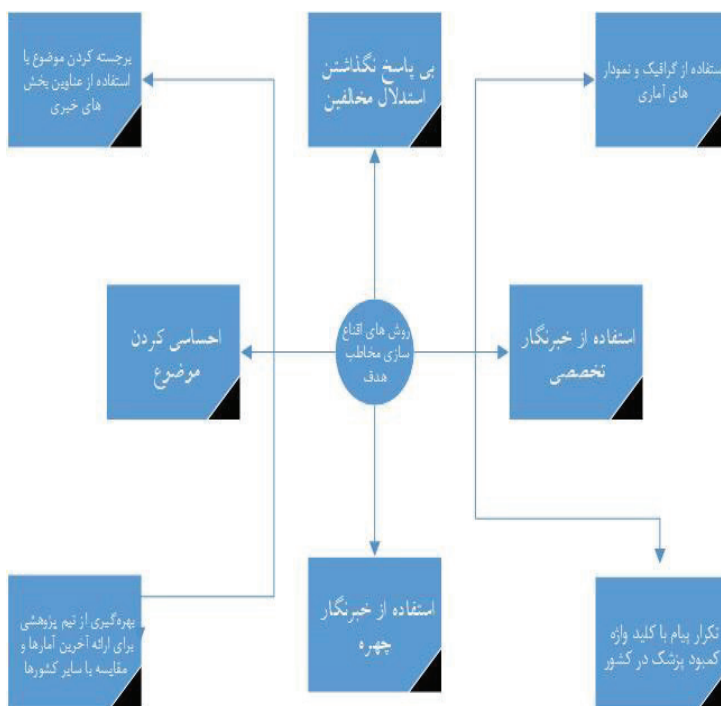 برجسته کردن موضوع با
استفاده از عناوین بخش
های خبری
بی پاسخ نگذاشتن
استدلال مخالفین
ستفاده از گرافیک و نمودار
های آماری
احساسی کردن
موضوع
روش های اقناع
سازی مخاطب
هدف
استفاده از خبرنگار
تخصصی
بهره‌گیری از تیم پژوهشی
برای ارائه آخرین آمارها و
مقایسه با سایر کشورها
استفاده از خبرنگار
چهره
تکرار پیام با کلید واژه
کمبود پزشک در کشور